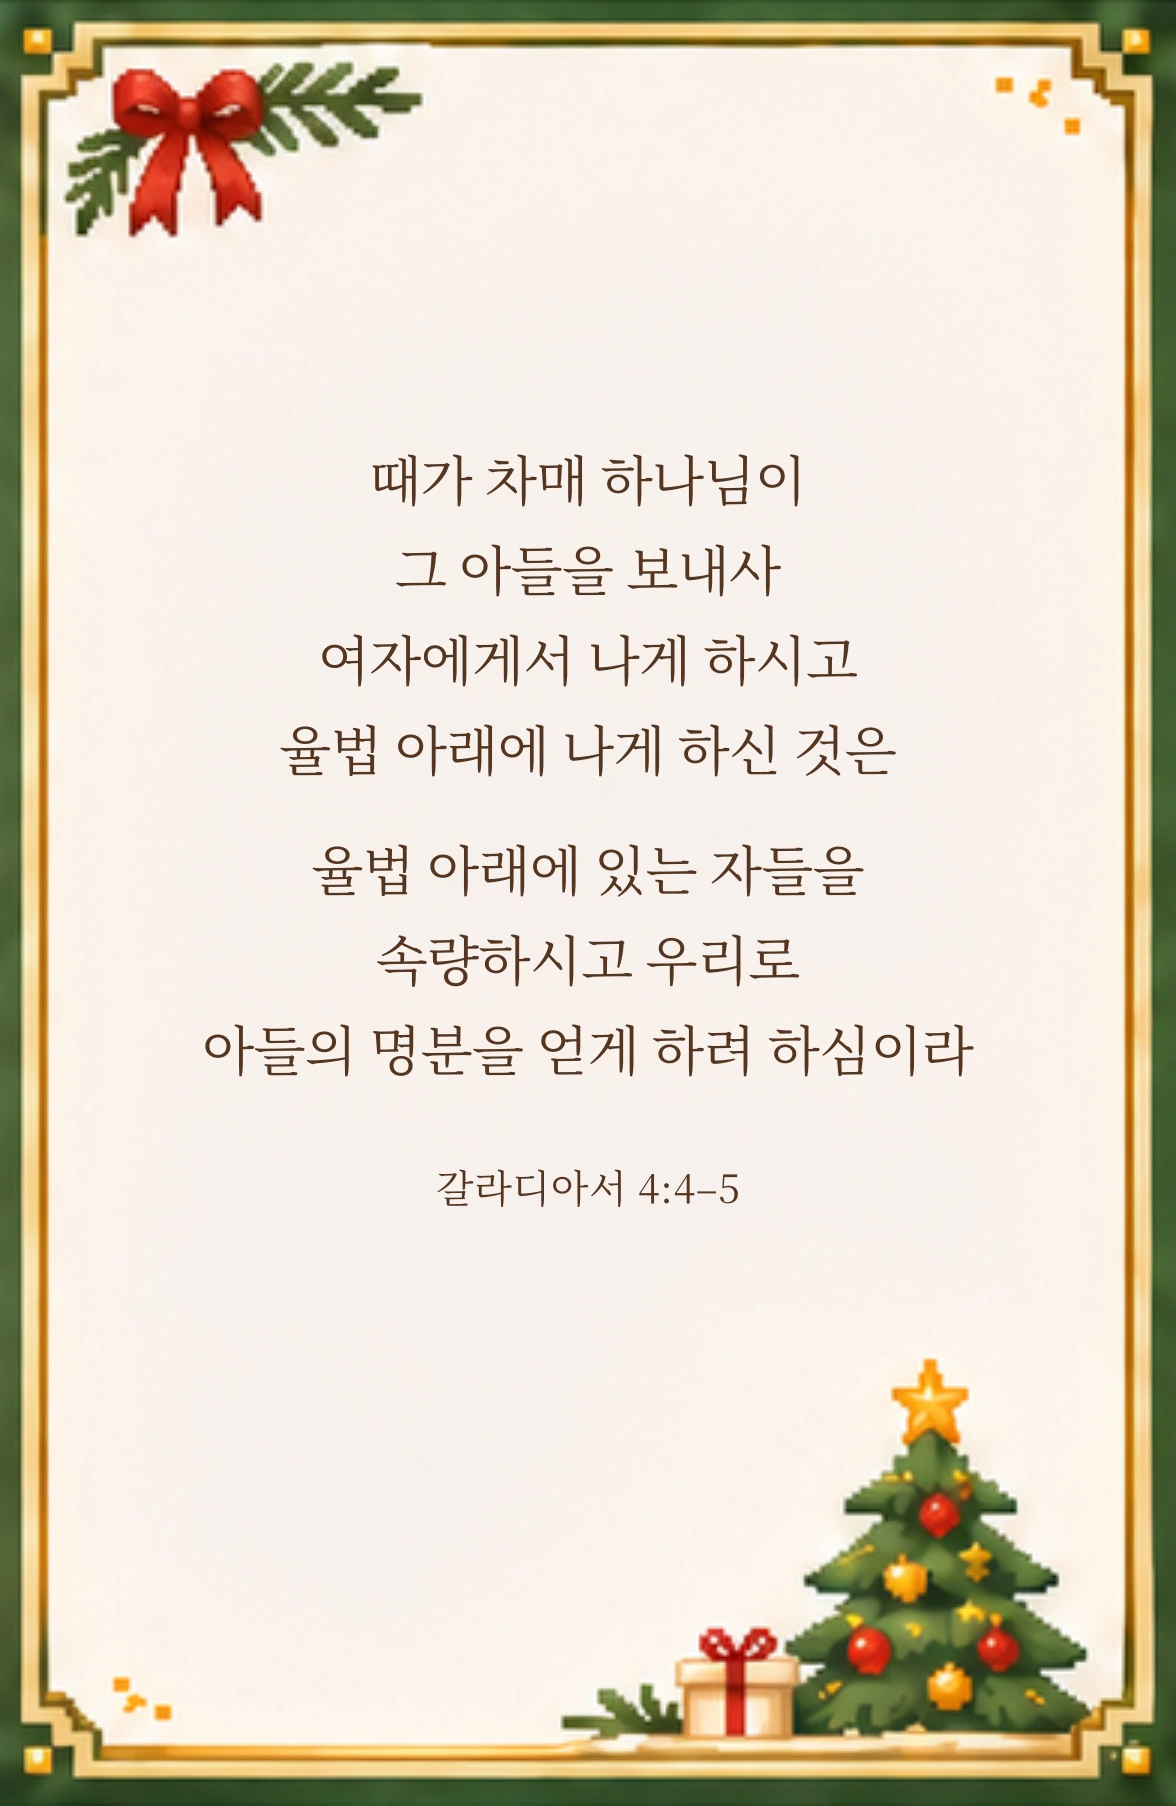 때가 차매 하나님이
그 아들을 보내사
여자에게서 나게 하시고
율법 아래에 나게 하신 것은
율법 아래에 있는 자들을
속량하시고 우리로
아들의 명분을 얻게 하려 하심이라
갈라디아서 4:4–5